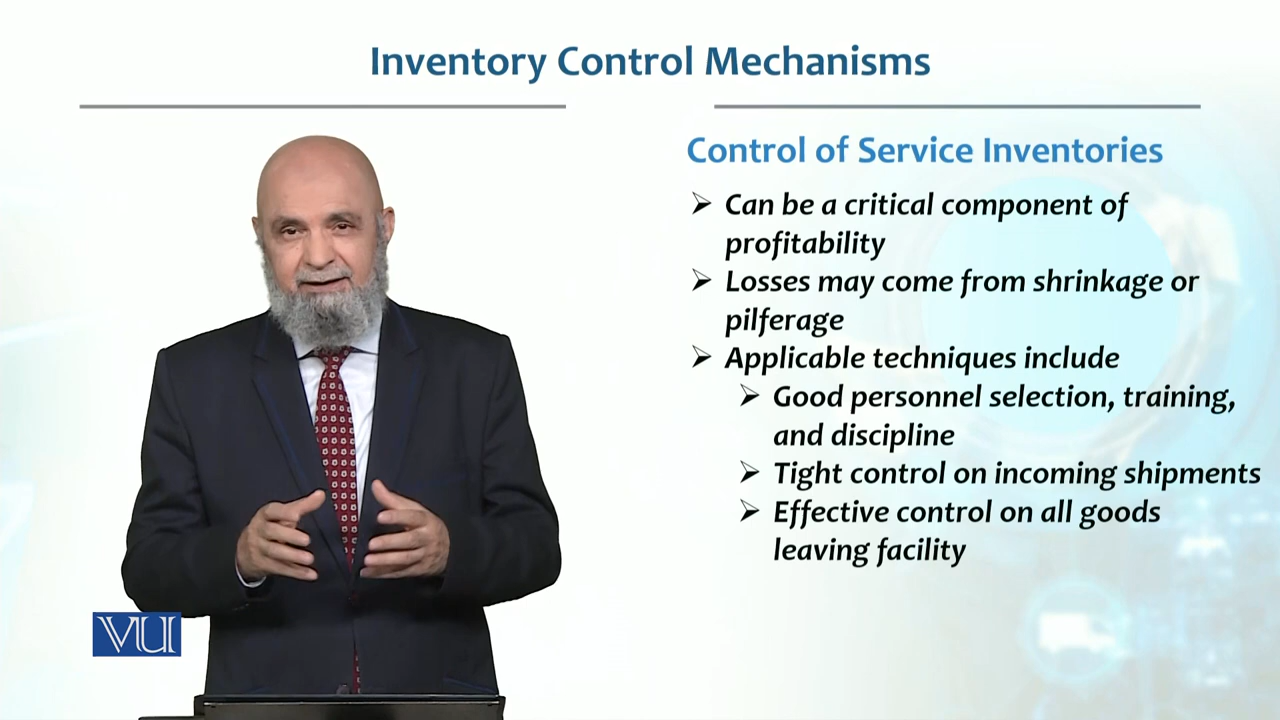 Inventory Control Mechanisms
Control of Service Inventories
Can be a critical component of
profitability
Losses may come from shrinkage or
pilferage
Applicable techniques include
Good personnel selection, training,
and discipline
Tight control on incoming shipments
Effective control on all goods
leaving facility
VU